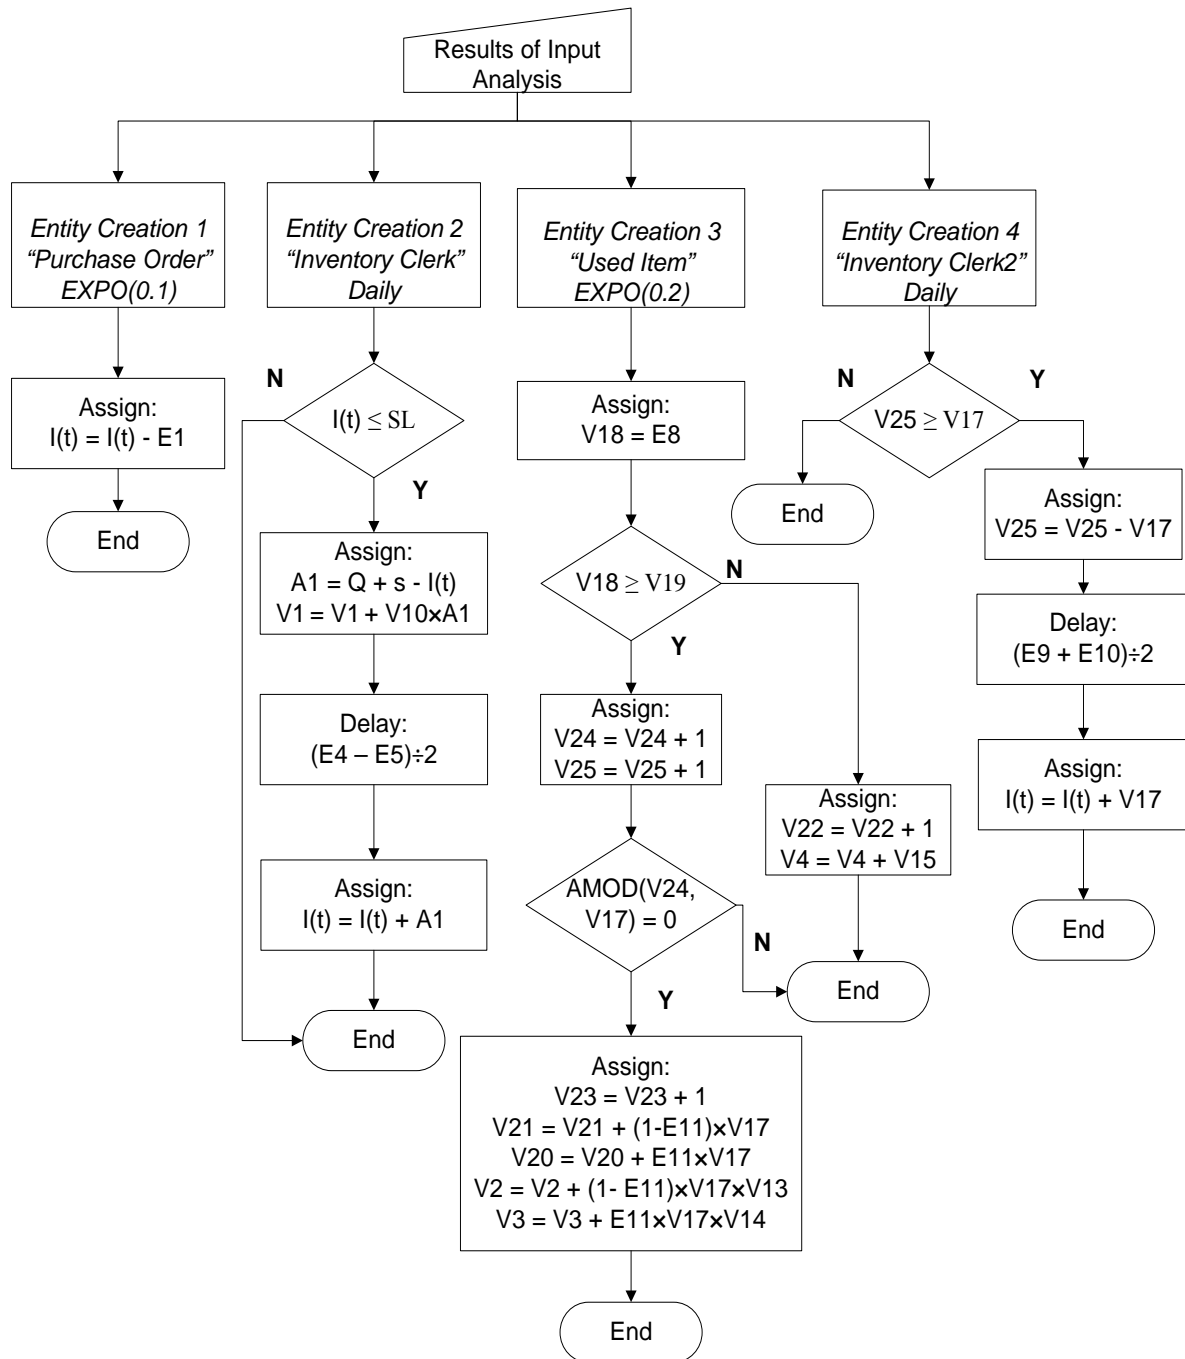 Results of Input
Analysis
Entity Creation 1
“Purchase Order”
EXPO(0.1)
Assign:
I(t) = I(t) - E1
End
Entity Creation 2
“Inventory Clerk”
Daily
N
I(t) ≤ SL
Y
Assign:
A1 = Q + s - I(t)
V1 = V1 + V10×A1
Delay:
(E4 – E5)÷2
Assign:
I(t) = I(t) + A1
End
Entity Creation 3
“Used Item”
EXPO(0.2)
Assign:
V18 = E8
V18 ≥ V19
N
Y
Assign:
V24 = V24 + 1
V25 = V25 + 1
Assign:
V22 = V22 + 1
V4 = V4 + V15
AMOD(V24,
V17) = 0
N
End
Y
Assign:
V23 = V23 + 1
V21 = V21 + (1-E11)×V17
V20 = V20 + E11×V17
V2 = V2 + (1- E11)×V17×V13
V3 = V3 + E11×V17×V14
End
Entity Creation 4
“Inventory Clerk2”
Daily
N
Y
V25 ≥ V17
End
Assign:
V25 = V25 - V17
Delay:
(E9 + E10)÷2
Assign:
I(t) = I(t) + V17
End